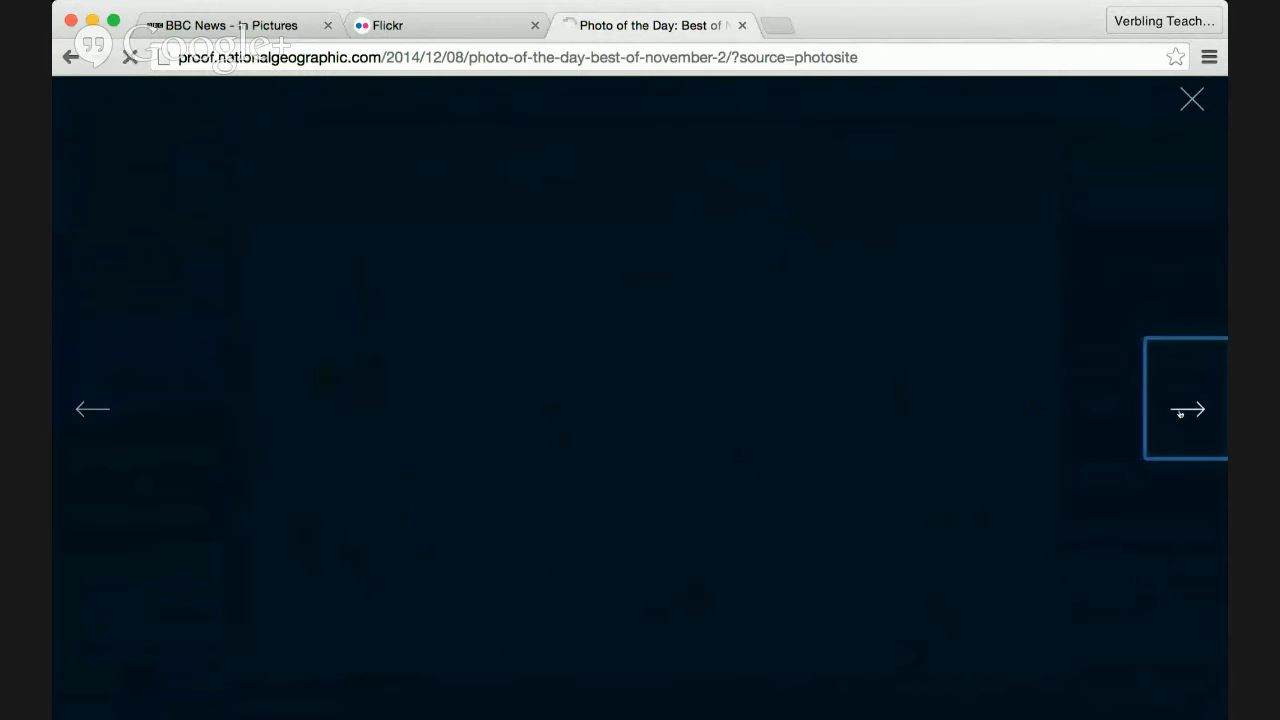 BBC News - In Pictures
Flickr
Photo of the Day: Best of N
Verbling Teach...
Google+
proof.nationalgeographic.com/2014/12/08/photo-of-the-day-best-of-november-2/?source=photosite